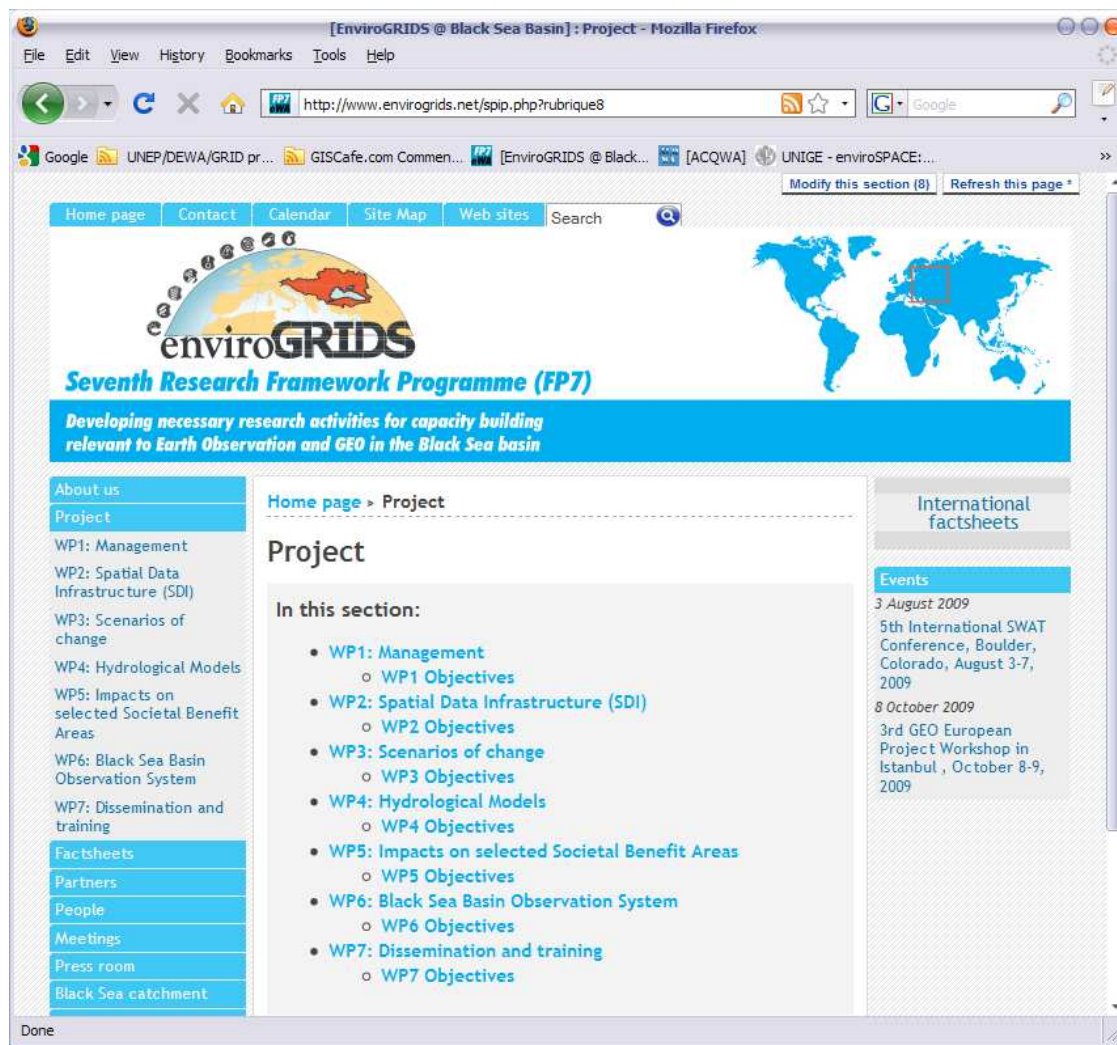 [EnviroGRIDS @ Black Sea Basin] : Project - Mozilla Firefox
File Edit View History Bookmarks Tools Help
http://www.envirogrids.net/spip.php?rubrique8
G Google
Google UNEP/DEWA/GRID pr... GISCafe.com Commen... FP7 [EnviroGRIDS @ Black... [ACQWA] UNIGE - enviroSPACE:... »
Modify this section (8) Refresh this page *
Home page Contact Calendar Site Map Web sites Search
enviroGRIDS
Seventh Research Framework Programme (FP7)
Developing necessary research activities for capacity building
relevant to Earth Observation and GEO in the Black Sea basin
About us
Project
WP1: Management
WP2: Spatial Data
Infrastructure (SDI)
WP3: Scenarios of
change
WP4: Hydrological Models
WP5: Impacts on
selected Societal Benefit
Areas
WP6: Black Sea Basin
Observation System
WP7: Dissemination and
training
Factsheets
Partners
People
Meetings
Press room
Black Sea catchment
Home page > Project
Project
In this section:
WP1: Management
WP1 Objectives
WP2: Spatial Data Infrastructure (SDI)
WP2 Objectives
WP3: Scenarios of change
WP3 Objectives
WP4: Hydrological Models
WP4 Objectives
WP5: Impacts on selected Societal Benefit Areas
WP5 Objectives
WP6: Black Sea Basin Observation System
WP6 Objectives
WP7: Dissemination and training
WP7 Objectives
International
factsheets
Events
3 August 2009
5th International SWAT
Conference, Boulder,
Colorado, August 3-7,
2009
8 October 2009
3rd GEO European
Project Workshop in
Istanbul , October 8-9,
2009
Done